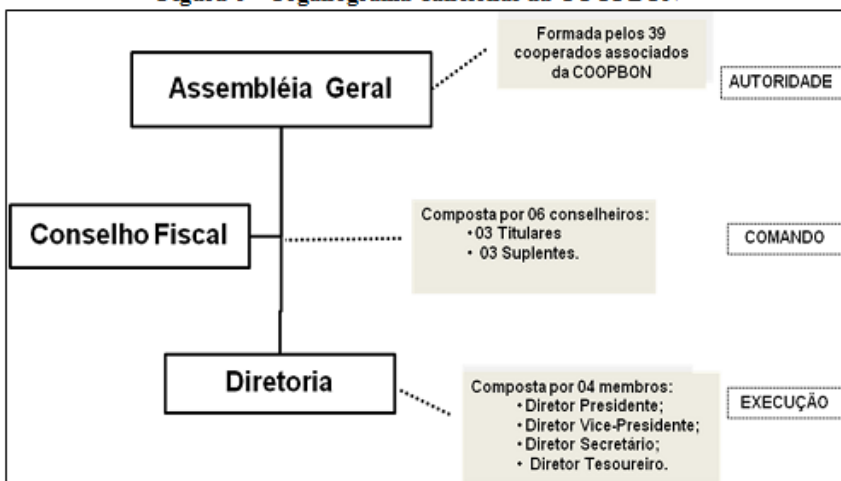 Formada pelos 39
cooperados associados
da COOPBON
Assembléia Geral
AUTORIDADE
Conselho Fiscal
Composta por 06 conselheiros:
• 03 Titulares
• 03 Suplentes.
COMANDO
Diretoria
Composta por 04 membros:
• Diretor Presidente;
• Diretor Vice-Presidente;
• Diretor Secretário;
• Diretor Tesoureiro.
EXECUÇÃO